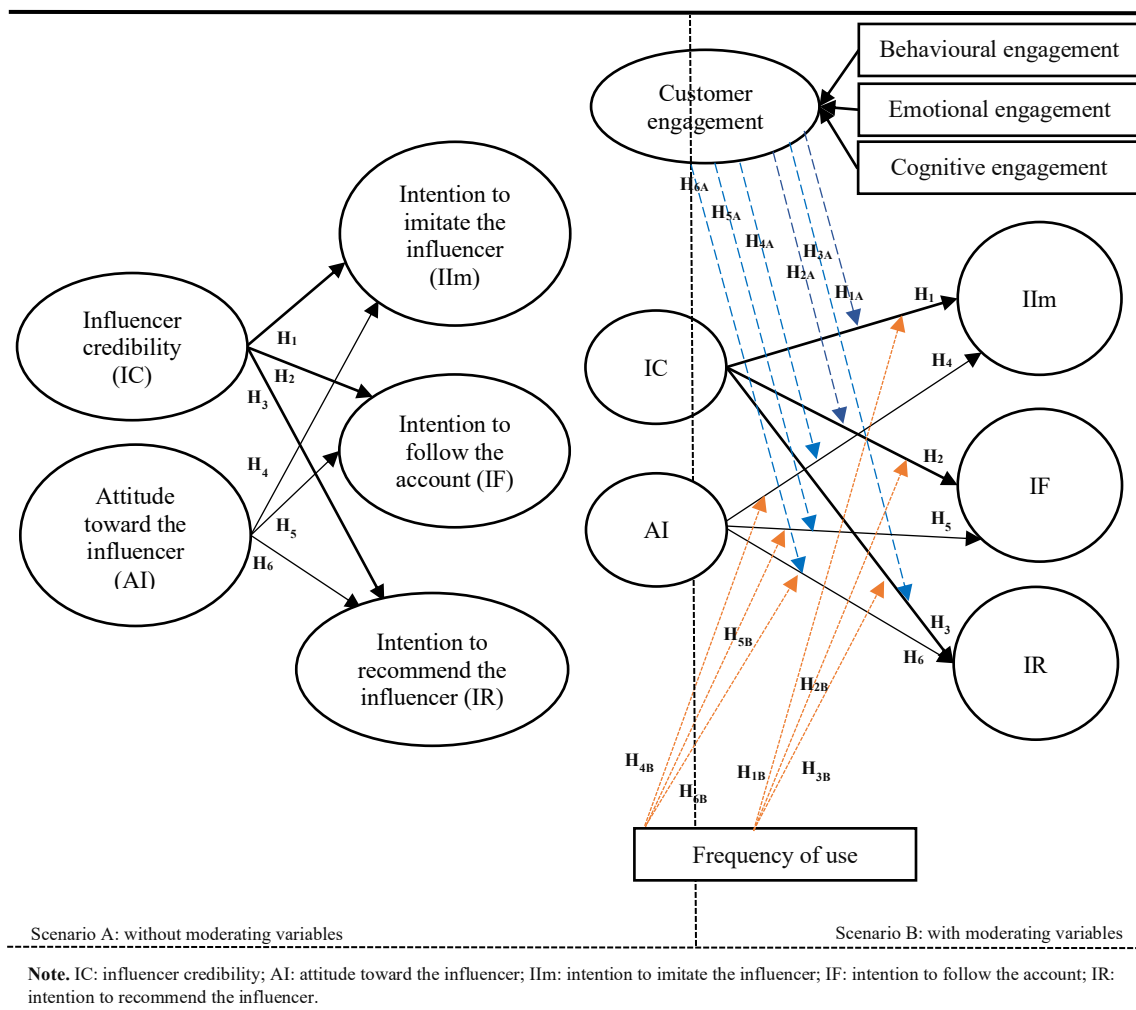 Behavioural engagement
Customer
engagement
Emotional engagement
Cognitive engagement
Intention to
imitate the
influencer
(IIm)
H6A
H5A
H4A
H3A
H2A
H1A
H1
IIm
Influencer
credibility
(IC)
H1
H2
H3
IC
H4
Intention to
follow the
account (IF)
H2
H4
IF
Attitude
toward the
influencer
(AI)
H5
H6
AI
H5
Intention to
recommend the
influencer (IR)
H5B
H3
H6
IR
H2B
H4B
H1B
H3B
H6B
Frequency of use
Scenario A: without moderating variables
Scenario B: with moderating variables
Note. IC: influencer credibility; AI: attitude toward the influencer; IIm: intention to imitate the influencer; IF: intention to follow the account; IR:
intention to recommend the influencer.